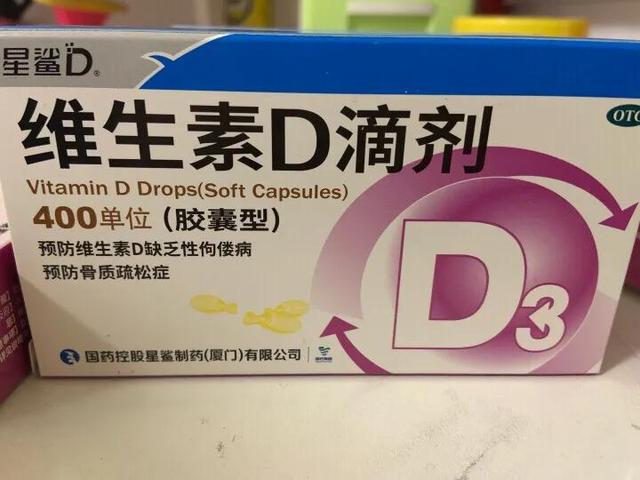 星鲨D®
OTC
维生素D滴剂
Vitamin D Drops(Soft Capsules)
400单位（胶囊型）
预防维生素D缺乏性佝偻病
预防骨质疏松症
D3
国药控股星鲨制药(厦门)有限公司